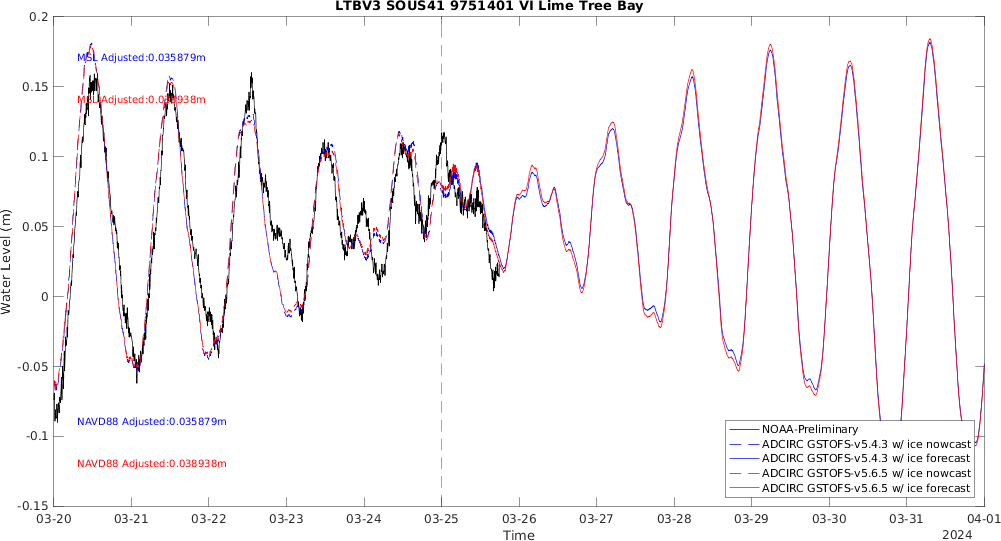 LTBV3 SOUS41 9751401 VI Lime Tree Bay
0.2
0.15
0.1
0.05
0
-0.05
-0.1
-0.15
Water Level (m)
MSL Adjusted:0.035879m
MSL Adjusted:0.038938m
NAVD88 Adjusted:0.035879m
NAVD88 Adjusted:0.038938m
NOAA-Preliminary
ADCIRC GSTOFS-v5.4.3 w/ ice nowcast
ADCIRC GSTOFS-v5.4.3 w/ ice forecast
ADCIRC GSTOFS-v5.6.5 w/ ice nowcast
ADCIRC GSTOFS-v5.6.5 w/ ice forecast
03-20 03-21 03-22 03-23 03-24 03-25 03-26 03-27 03-28 03-29 03-30 03-31 04-01
Time
2024